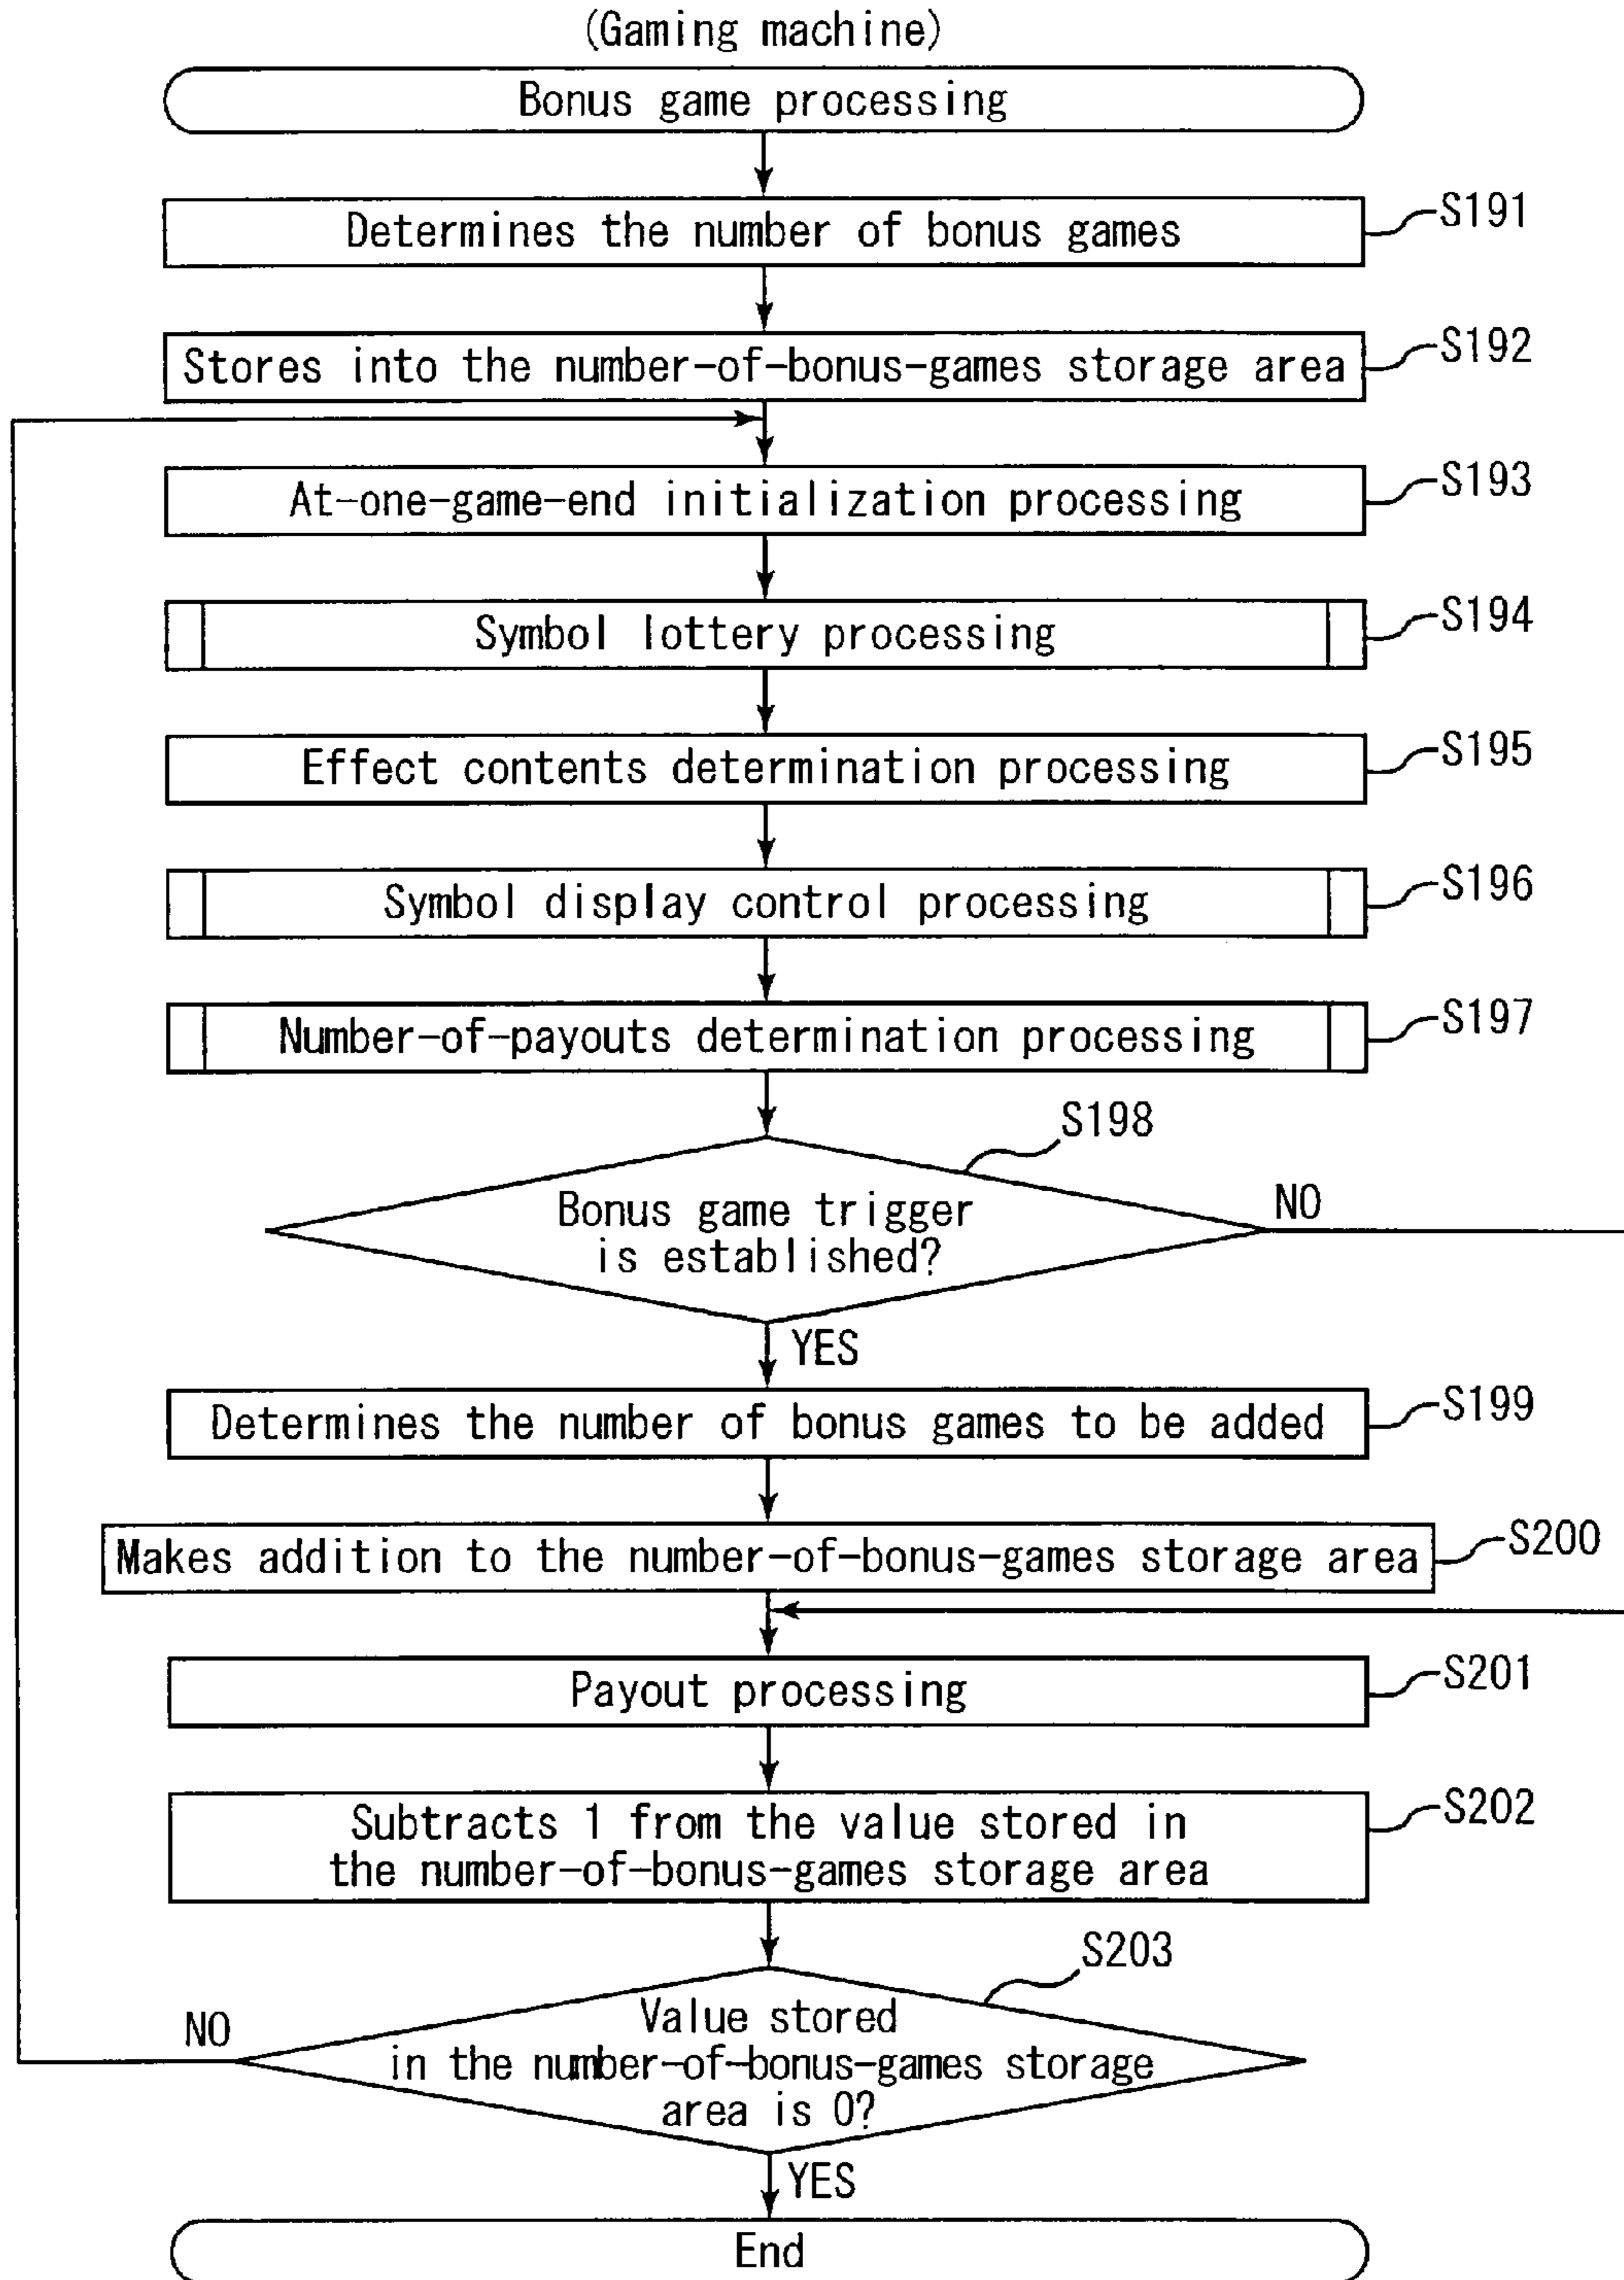 (Gaming machine)
Bonus game processing
S191
Determines the number of bonus games
S192
Stores into the number-of-bonus-games storage area
S193
At-one-game-end initialization processing
S194
Symbol lottery processing
S195
Effect contents determination processing
S196
Symbol display control processing
S197
Number-of-payouts determination processing
S198
Bonus game trigger
is established?
NO
YES
S199
Determines the number of bonus games to be added
S200
Makes addition to the number-of-bonus-games storage area
S201
Payout processing
S202
Subtracts 1 from the value stored in
the number-of-bonus-games storage area
S203
Value stored
in the number-of-bonus-games storage
area is 0?
NO
YES
End